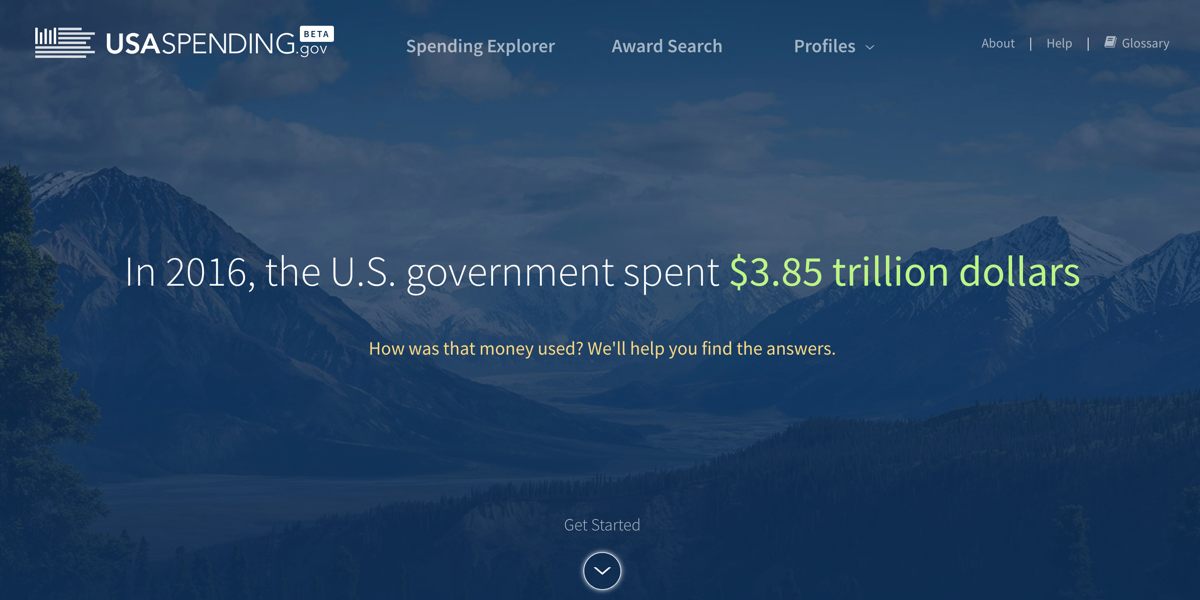 USASPENDING.gov BETA
Spending Explorer
Award Search
Profiles
About | Help | Glossary
In 2016, the U.S. government spent $3.85 trillion dollars
How was that money used? We'll help you find the answers.
Get Started